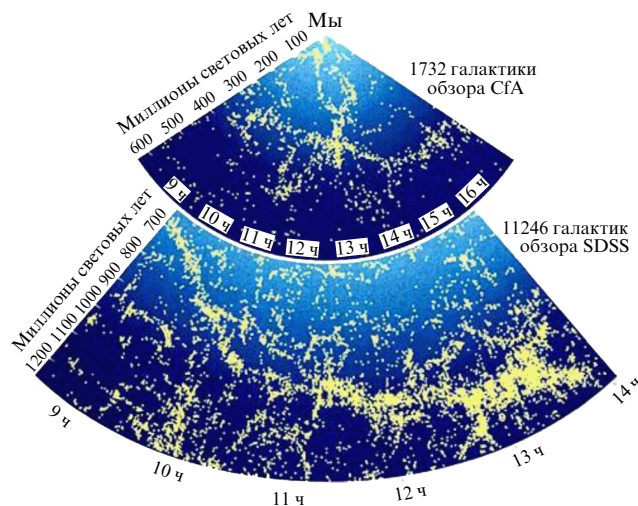 Мы
Миллионы световых лет
100
200
300
400
500
600
1732 галактики
обзора CfA
9 ч
10 ч
11 ч
12 ч
13 ч
14 ч
15 ч
16 ч
Миллионы световых лет
700
800
900
1000
1100
1200
11246 галактик
обзора SDSS
9 ч
10 ч
11 ч
12 ч
13 ч
14 ч